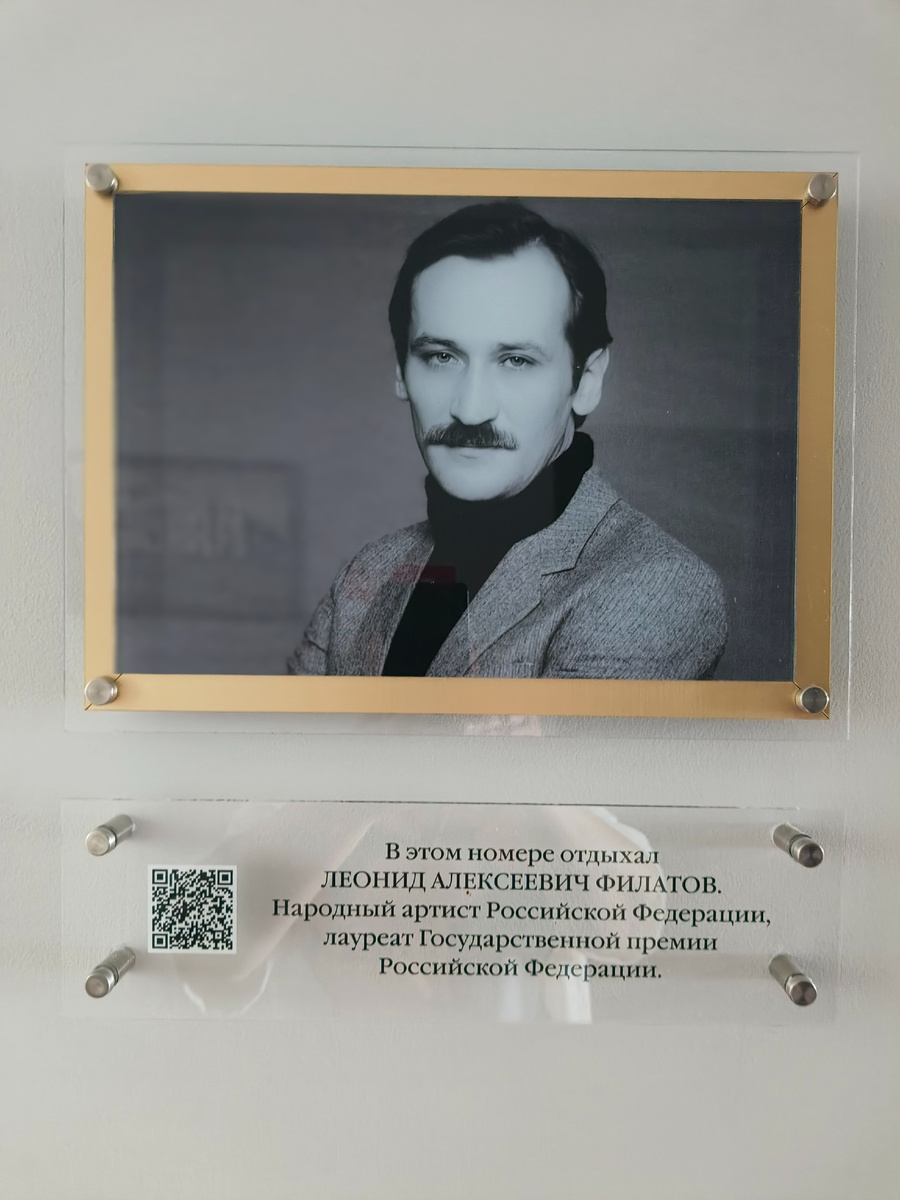 В этом номере отдыхал
ЛЕОНИД АЛЕКСЕЕВИЧ ФИЛАТОВ.
Народный артист Российской Федерации,
лауреат Государственной премии
Российской Федерации.